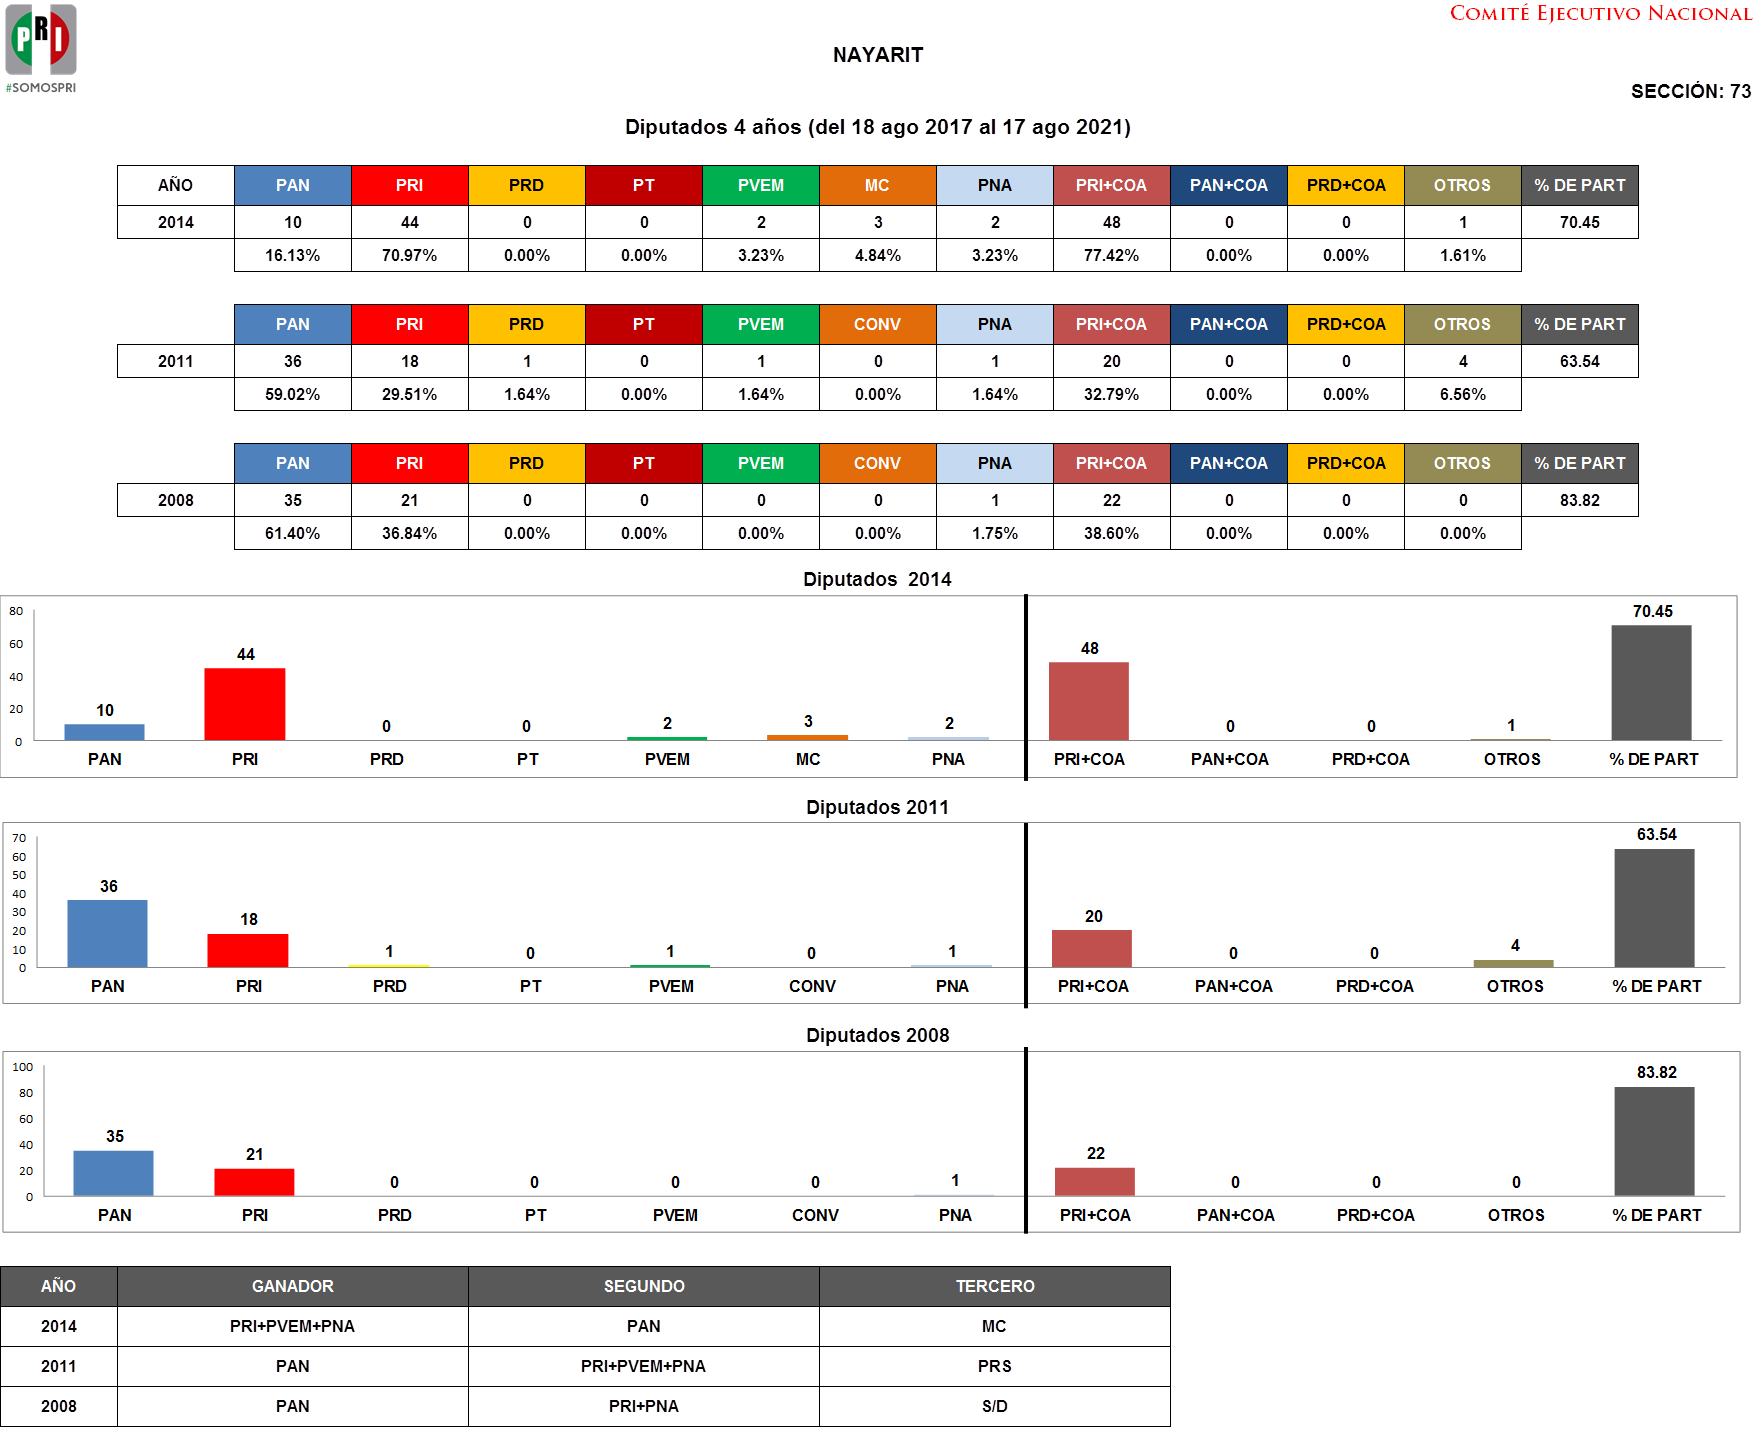 PRI
#SOMOSPRI
COMITÉ EJECUTIVO NACIONAL
NAYARIT
SECCIÓN: 73
Diputados 4 años (del 18 ago 2017 al 17 ago 2021)
AÑO PAN PRI PRD PT PVEM MC PNA PRI+COA PAN+COA PRD+COA OTROS % DE PART
2014 10 44 0 0 2 3 2 48 0 0 1 70.45
16.13% 70.97% 0.00% 0.00% 3.23% 4.84% 3.23% 77.42% 0.00% 0.00% 1.61%
PAN PRI PRD PT PVEM CONV PNA PRI+COA PAN+COA PRD+COA OTROS % DE PART
2011 36 18 1 0 1 0 1 20 0 0 4 63.54
59.02% 29.51% 1.64% 0.00% 1.64% 0.00% 1.64% 32.79% 0.00% 0.00% 6.56%
PAN PRI PRD PT PVEM CONV PNA PRI+COA PAN+COA PRD+COA OTROS % DE PART
2008 35 21 0 0 0 0 1 22 0 0 0 83.82
61.40% 36.84% 0.00% 0.00% 0.00% 0.00% 1.75% 38.60% 0.00% 0.00% 0.00%
Diputados 2014
80
60
40
20
0
10 44 0 0 2 3 2 48 0 0 1 70.45
PAN PRI PRD PT PVEM MC PNA PRI+COA PAN+COA PRD+COA OTROS % DE PART
Diputados 2011
70
60
50
40
30
20
10
0
36 18 1 0 1 0 1 20 0 0 4 63.54
PAN PRI PRD PT PVEM CONV PNA PRI+COA PAN+COA PRD+COA OTROS % DE PART
Diputados 2008
100
80
60
40
20
0
35 21 0 0 0 0 1 22 0 0 0 83.82
PAN PRI PRD PT PVEM CONV PNA PRI+COA PAN+COA PRD+COA OTROS % DE PART
AÑO GANADOR SEGUNDO TERCERO
2014 PRI+PVEM+PNA PAN MC
2011 PAN PRI+PVEM+PNA PRS
2008 PAN PRI+PNA S/D